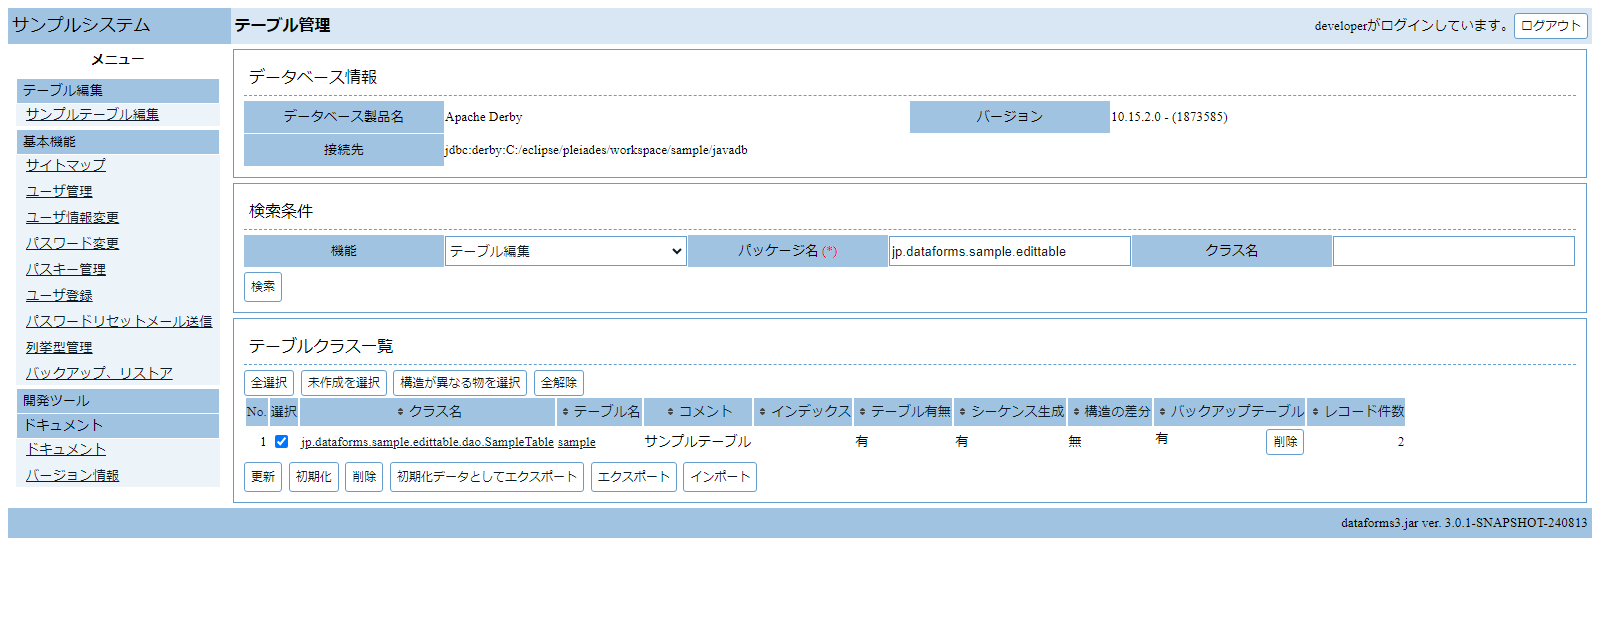 サンプルシステム
テーブル管理
developerがログインしています。 ログアウト
メニュー
テーブル編集
サンプルテーブル編集
基本機能
サイトマップ
ユーザ管理
ユーザ情報変更
パスワード変更
パスキー管理
ユーザ登録
パスワードリセットメール送信
列挙型管理
バックアップ、リストア
開発ツール
ドキュメント
ドキュメント
バージョン情報
データベース情報
データベース製品名 Apache Derby バージョン 10.15.2.0 - (1873585)
接続先 jdbc:derby:C:/eclipse/pleiades/workspace/sample/javadb
検索条件
機能 テーブル編集 パッケージ名(*) jp.dataforms.sample.edittable クラス名
検索
テーブルクラス一覧
全選択 未作成を選択 構造が異なる物を選択 全解除
No. 選択 クラス名 テーブル名 コメント インデックス テーブル有無 シーケンス生成 構造の差分 バックアップテーブル レコード件数
1 jp.dataforms.sample.edittable.dao.SampleTable sample サンプルテーブル 有 有 無 有 削除 2
更新 初期化 削除 初期化データとしてエクスポート エクスポート インポート
dataforms3.jar ver. 3.0.1-SNAPSHOT-240813